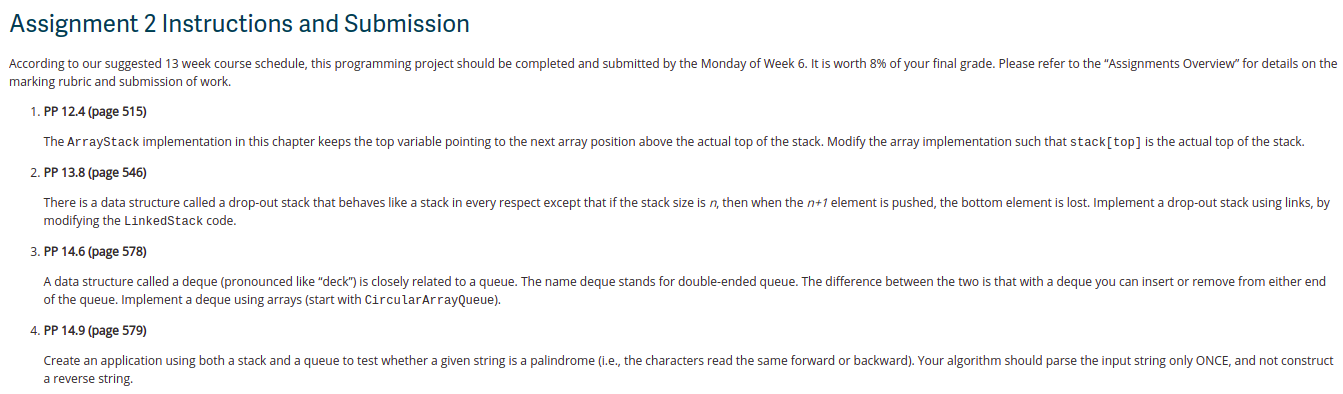 Assignment 2 Instructions and Submission
According to our suggested 13 week course schedule, this programming project should be completed and submitted by the Monday of Week 6. It is worth 8% of your final grade. Please refer to the “Assignments Overview” for details on the
marking rubric and submission of work.
1. PP 12.4 (page 515)
The ArrayStack implementation in this chapter keeps the top variable pointing to the next array position above the actual top of the stack. Modify the array implementation such that stack[top] is the actual top of the stack.
2. PP 13.8 (page 546)
There is a data structure called a drop-out stack that behaves like a stack in every respect except that if the stack size is n, then when the n+1 element is pushed, the bottom element is lost. Implement a drop-out stack using links, by
modifying the LinkedStack code.
3. PP 14.6 (page 578)
A data structure called a deque (pronounced like “deck”) is closely related to a queue. The name deque stands for double-ended queue. The difference between the two is that with a deque you can insert or remove from either end
of the queue. Implement a deque using arrays (start with CircularArrayQueue).
4. PP 14.9 (page 579)
Create an application using both a stack and a queue to test whether a given string is a palindrome (i.e., the characters read the same forward or backward). Your algorithm should parse the input string only ONCE, and not construct
a reverse string.